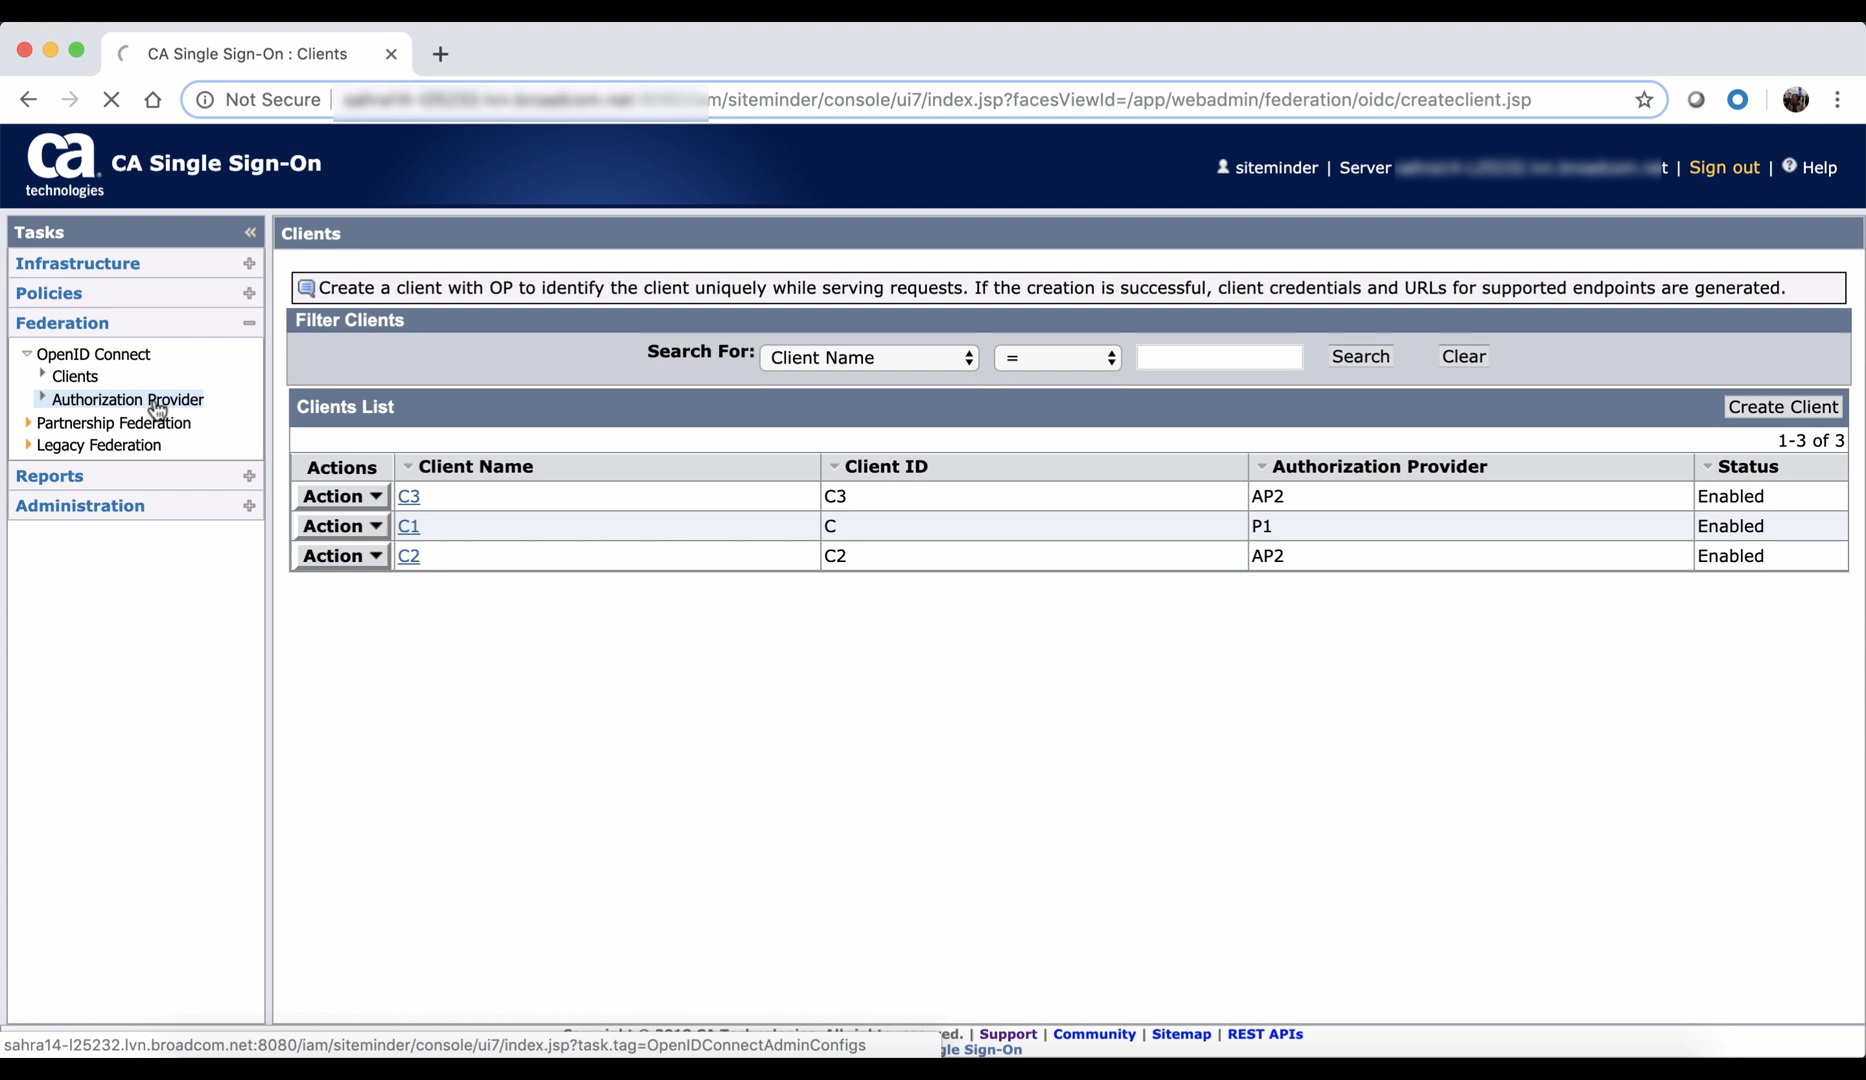 CA Single Sign-On : Clients
Not Secure m/siteminder/console/ui7/index.jsp?facesViewId=/app/webadmin/federation/oidc/createclient.jsp
ca
technologies
CA Single Sign-On
siteminder | Server t | Sign out | Help
Tasks
Infrastructure
Policies
Federation
OpenID Connect
Clients
Authorization Provider
Partnership Federation
Legacy Federation
Reports
Administration
Clients
Create a client with OP to identify the client uniquely while serving requests. If the creation is successful, client credentials and URLs for supported endpoints are generated.
Filter Clients
Search For: Client Name = Search Clear
Clients List Create Client
1-3 of 3
Actions Client Name Client ID Authorization Provider Status
Action C3 C3 AP2 Enabled
Action C1 C P1 Enabled
Action C2 C2 AP2 Enabled
ed. | Support | Community | Sitemap | REST APIs
sahra14-l25232.lvn.broadcom.net:8080/iam/siteminder/console/ui7/index.jsp?task.tag=OpenIDConnectAdminConfigs
gle Sign-On